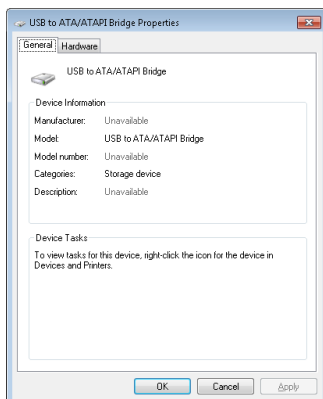 USB to ATA/ATAPI Bridge Properties
General Hardware
USB to ATA/ATAPI Bridge
Device Information
Manufacturer: Unavailable
Model: USB to ATA/ATAPI Bridge
Model number: Unavailable
Categories: Storage device
Description: Unavailable
Device Tasks
To view tasks for this device, right-click the icon for the device in
Devices and Printers.
OK Cancel Apply